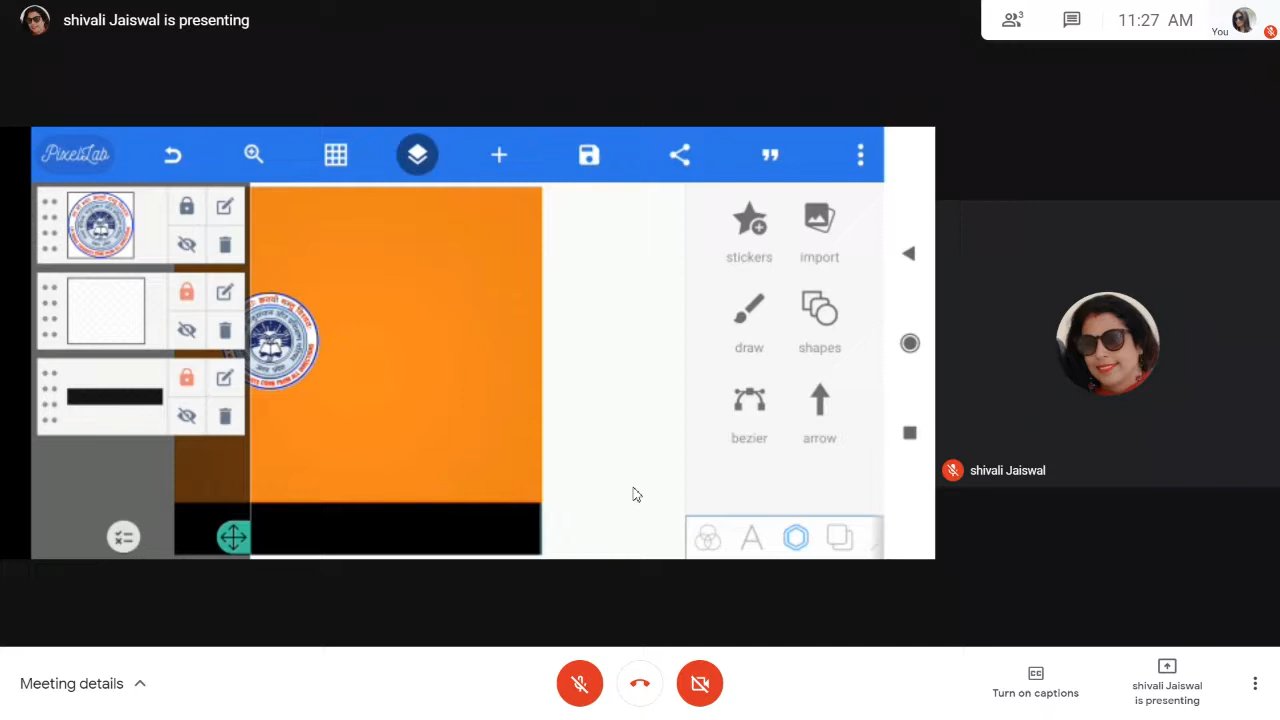 shivali Jaiswal is presenting
3
11:27 AM
You
PixelLab
stickers
import
draw
shapes
bezier
arrow
shivali Jaiswal
Meeting details
Turn on captions
shivali Jaiswal
is presenting